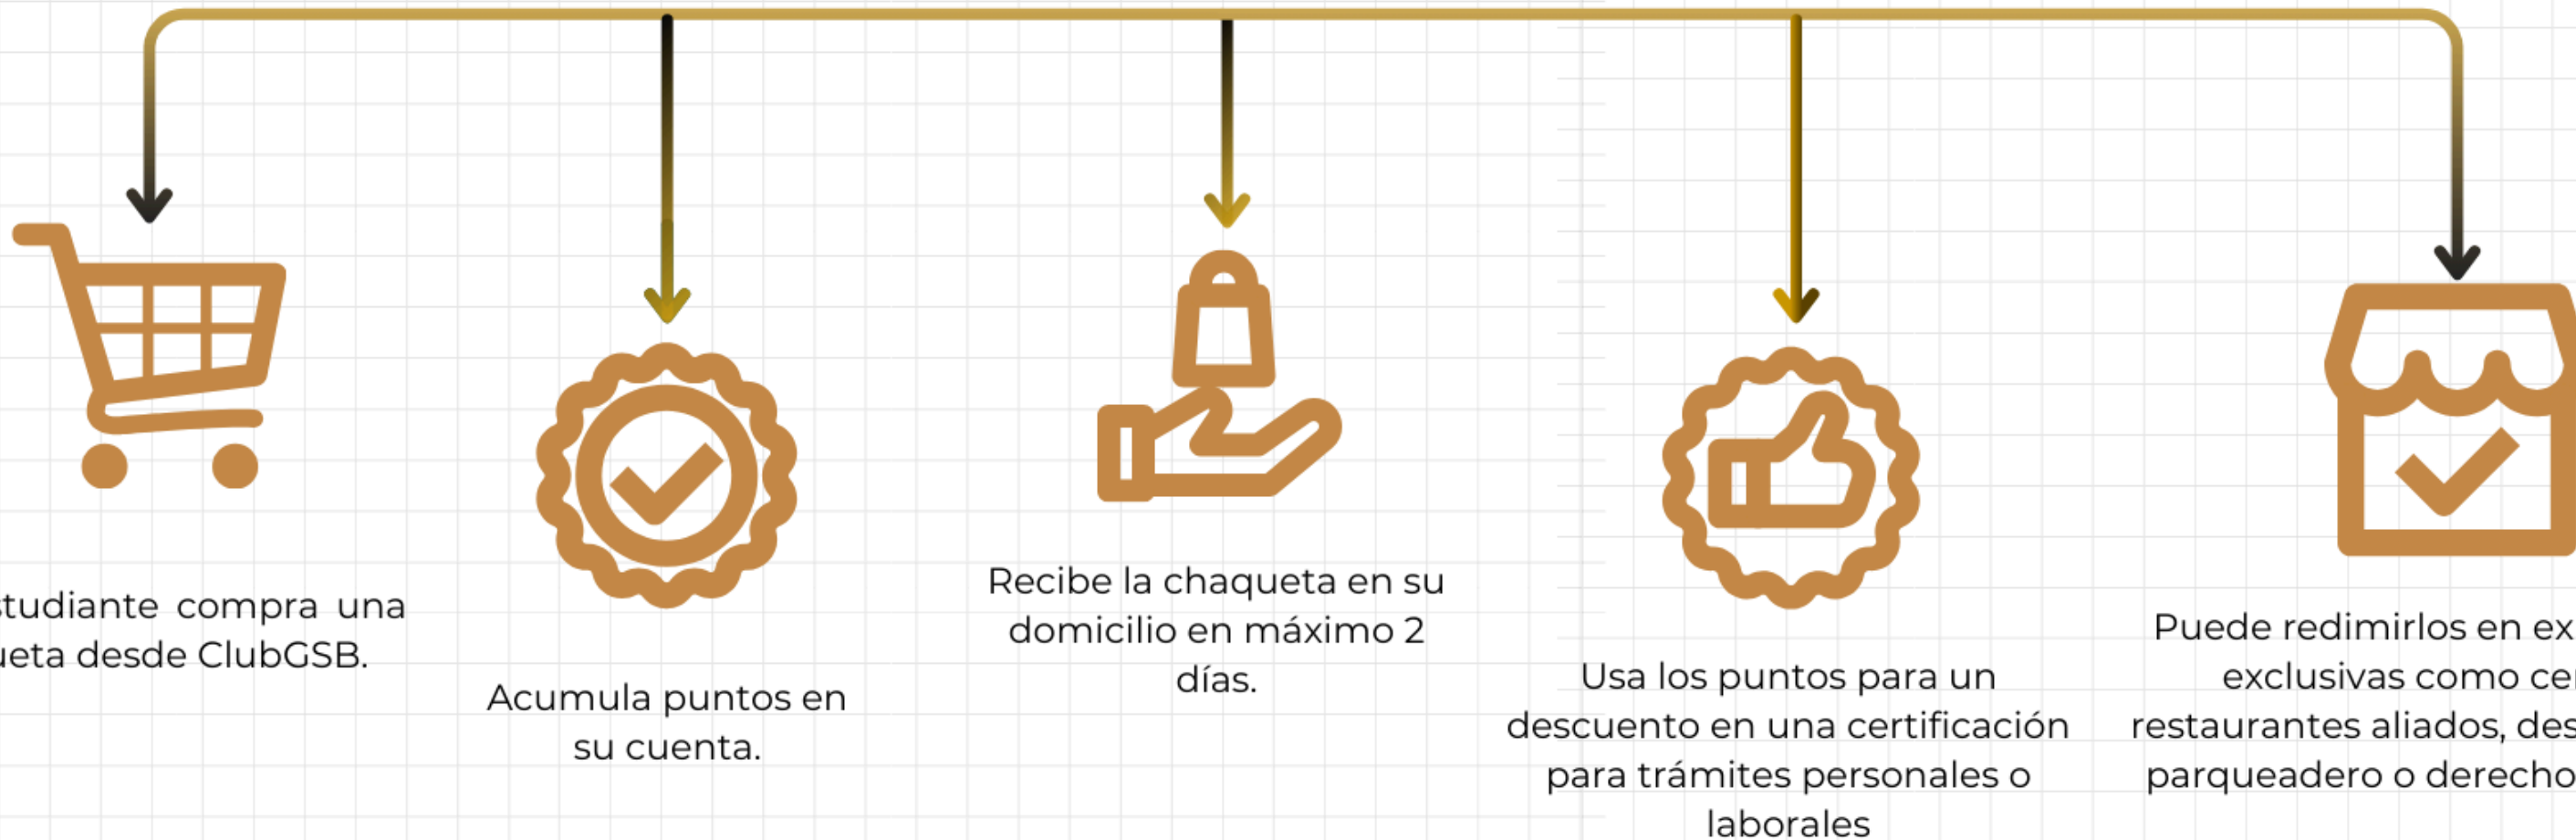 studiante compra una
ueta desde ClubGSB.
Acumula puntos en
su cuenta.
Recibe la chaqueta en su
domicilio en máximo 2
días.
Usa los puntos para un
descuento en una certificación
para trámites personales o
laborales
Puede redimirlos en ex
exclusivas como ce
restaurantes aliados, des
parqueadero o derecho